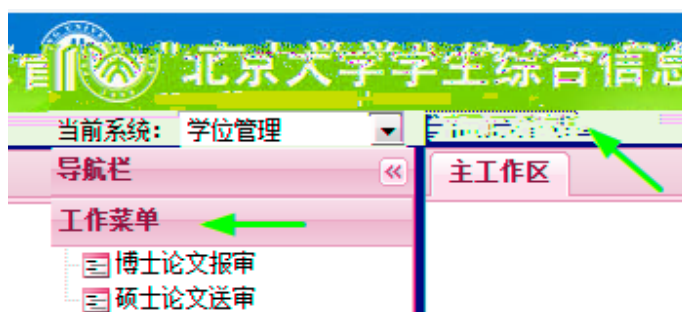 北京大学学生综合信息
当前系统： 学位管理
导航栏
主工作区
工作菜单
博士论文报审
硕士论文送审